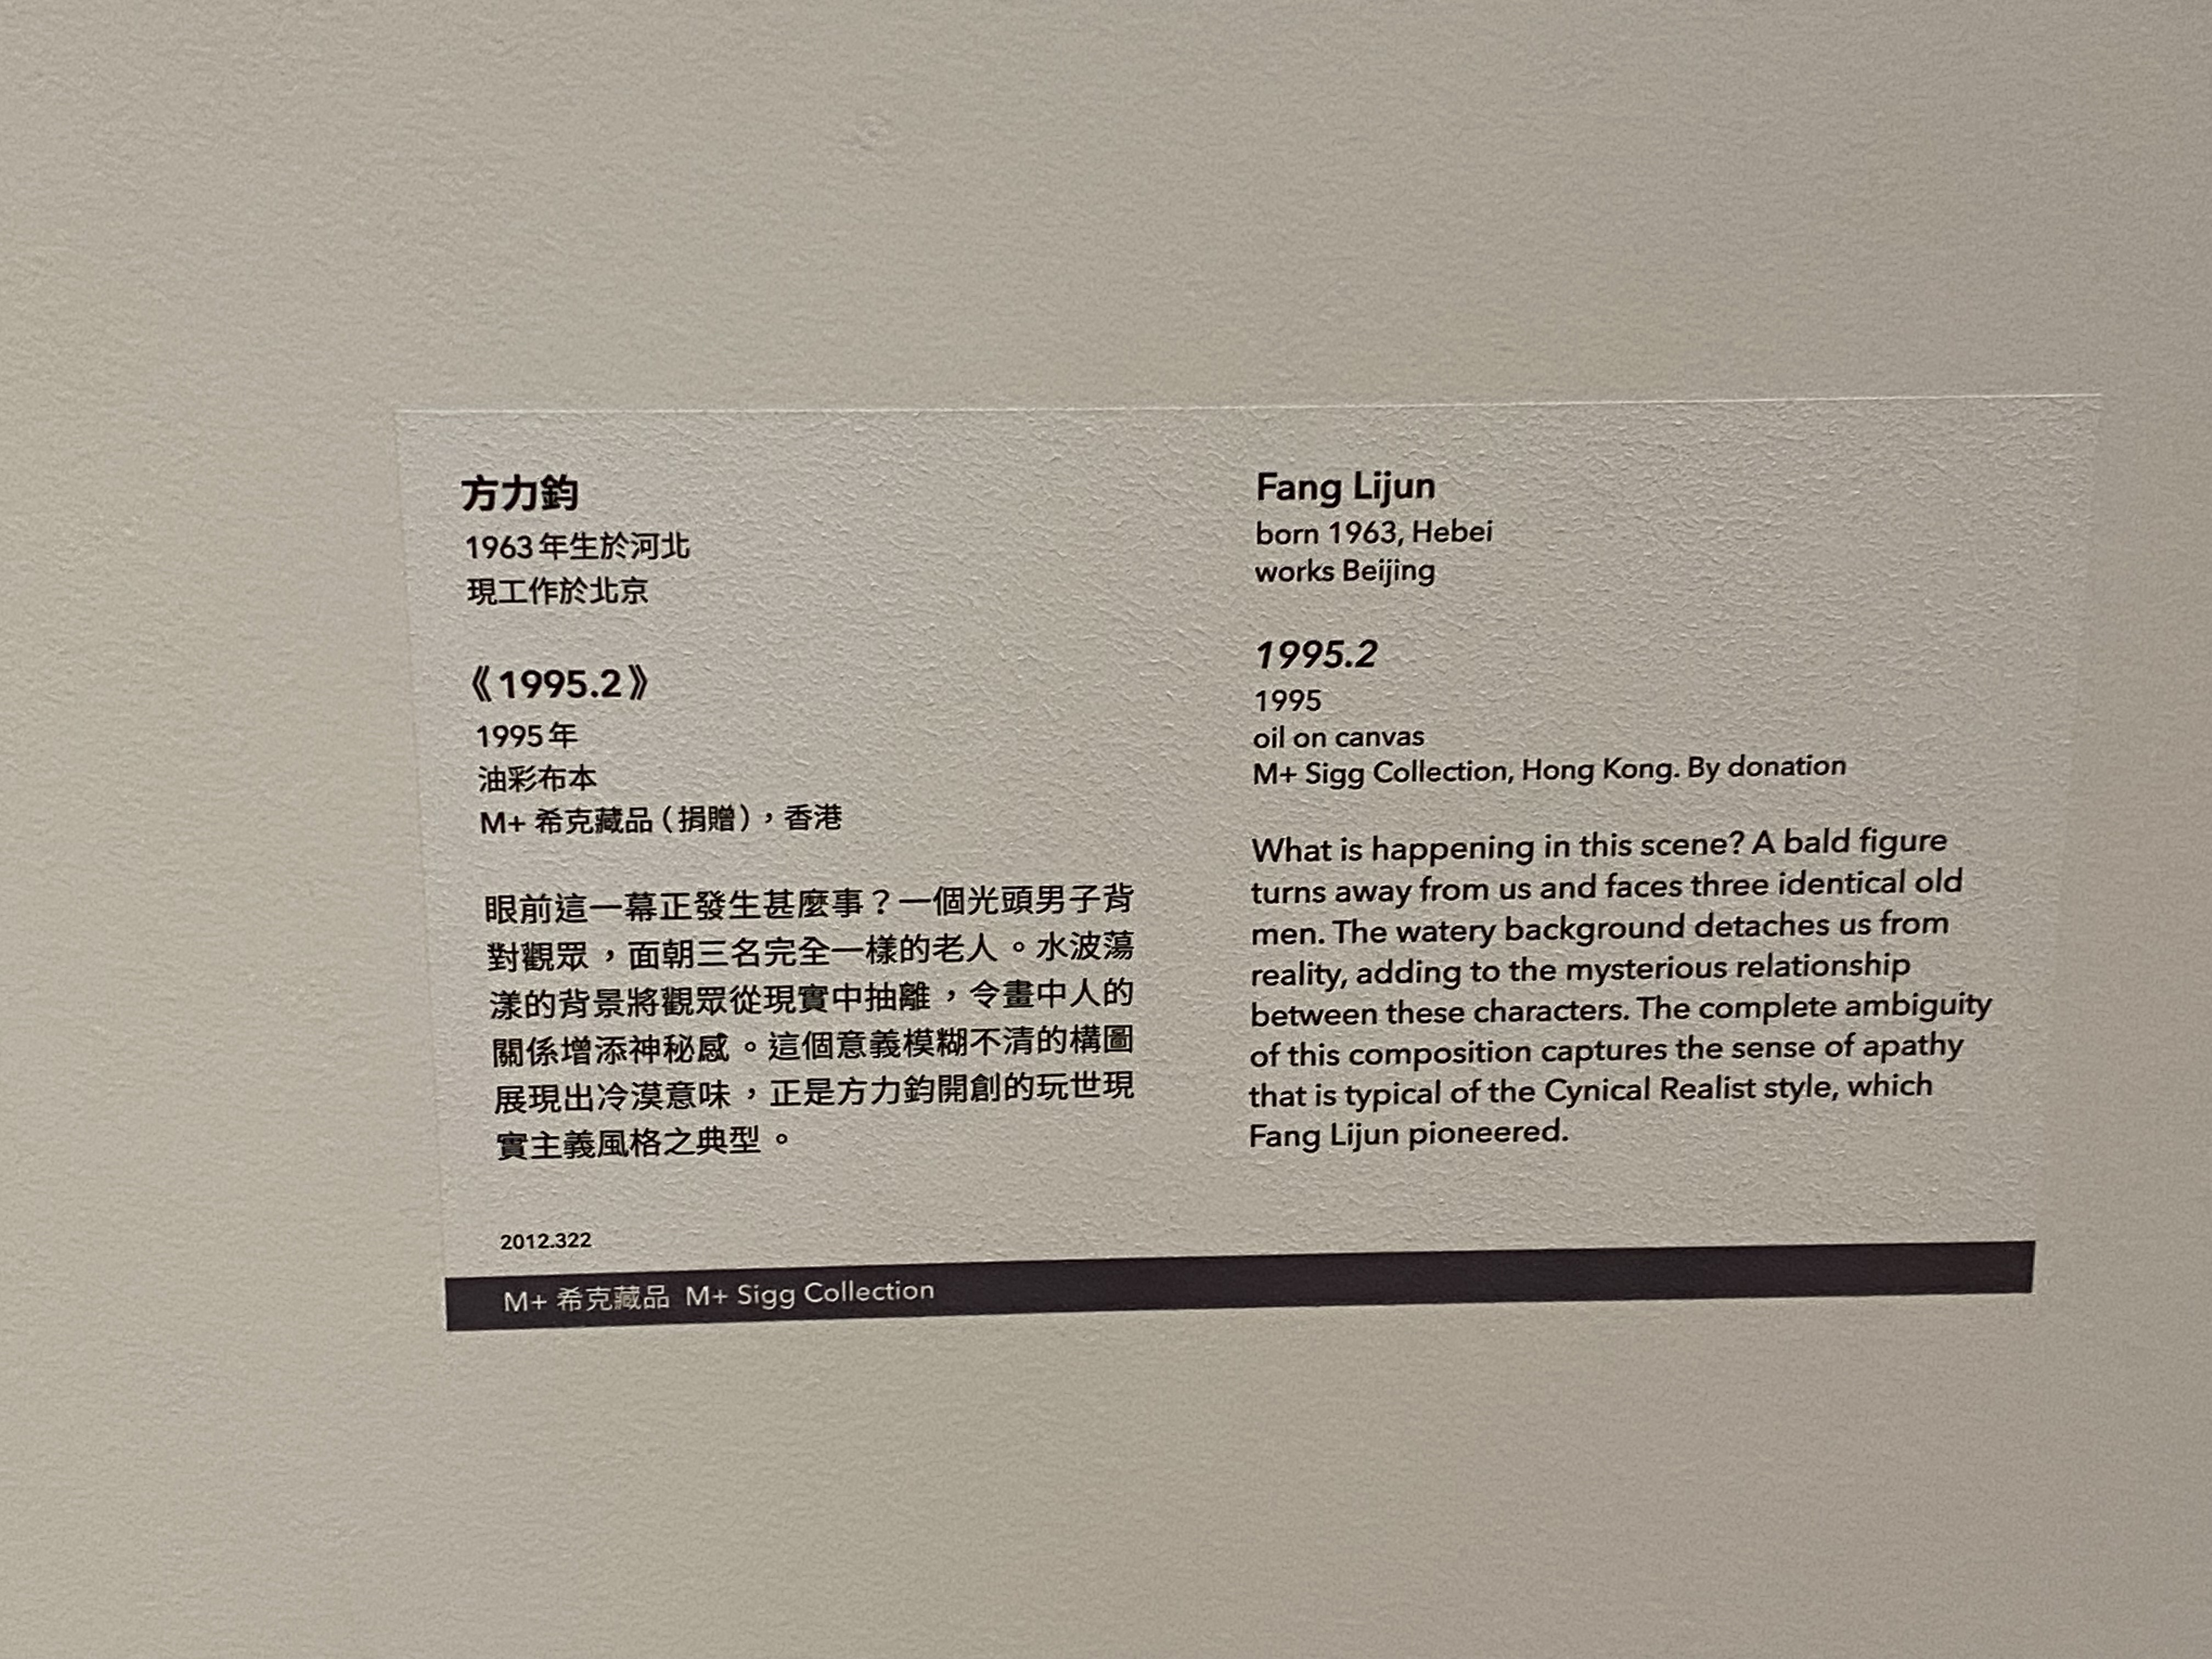 方力鈞
1963年生於河北
現工作於北京
《1995.2》
1995年
油彩布本
M+ 希克藏品(捐贈),香港
眼前這一幕正發生甚麼事?一個光頭男子背
對觀眾,面朝三名完全一樣的老人。水波蕩
漾的背景將觀眾從現實中抽離,令畫中人的
關係增添神秘感。這個意義模糊不清的構圖
展現出冷漠意味,正是方力鈞開創的玩世現
實主義風格之典型。
2012.322
Fang Lijun
born 1963, Hebei
works Beijing
1995.2
1995
oil on canvas
M+ Sigg Collection, Hong Kong. By donation
What is happening in this scene? A bald figure
turns away from us and faces three identical old
men. The watery background detaches us from
reality, adding to the mysterious relationship
between these characters. The complete ambiguity
of this composition captures the sense of apathy
that is typical of the Cynical Realist style, which
Fang Lijun pioneered.
M+ 希克藏品 M+ Sigg Collection